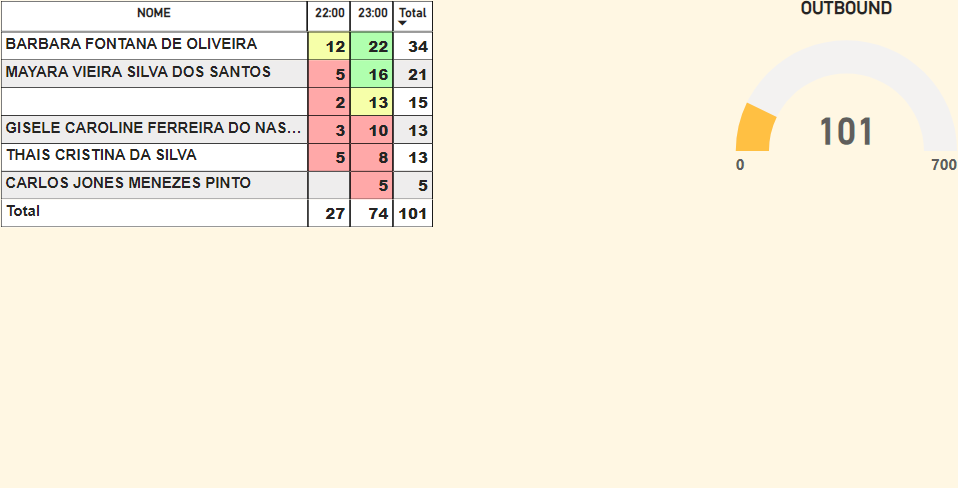 NOME 22:00 23:00 Total
BARBARA FONTANA DE OLIVEIRA 12 22 34
MAYARA VIEIRA SILVA DOS SANTOS 5 16 21
2 13 15
GISELE CAROLINE FERREIRA DO NAS... 3 10 13
THAIS CRISTINA DA SILVA 5 8 13
CARLOS JONES MENEZES PINTO 5 5
Total 27 74 101
OUTBOUND
101
0 700